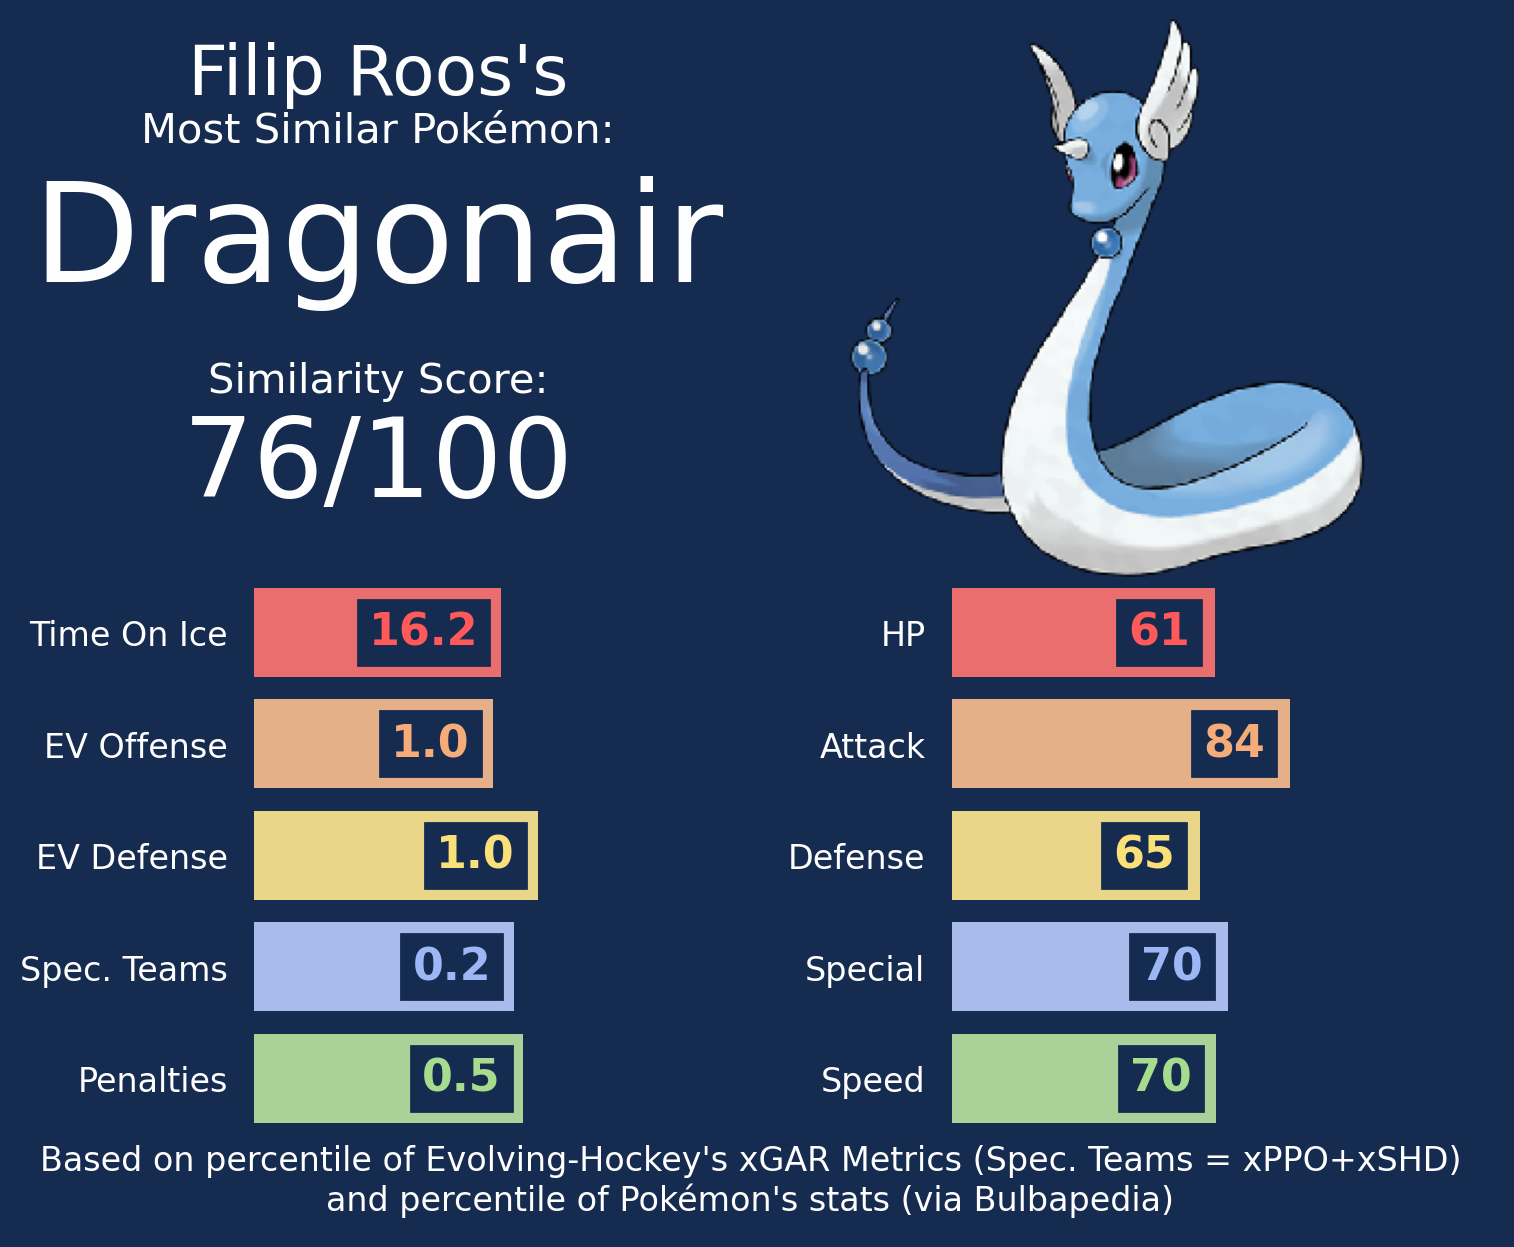 Filip Roos's
Most Similar Pokémon:
Dragonair
Similarity Score:
76/100
Time On Ice 16.2
EV Offense 1.0
EV Defense 1.0
Spec. Teams 0.2
Penalties 0.5
HP 61
Attack 84
Defense 65
Special 70
Speed 70
Based on percentile of Evolving-Hockey's xGAR Metrics (Spec. Teams = xPPO+xSHD)
and percentile of Pokémon's stats (via Bulbapedia)